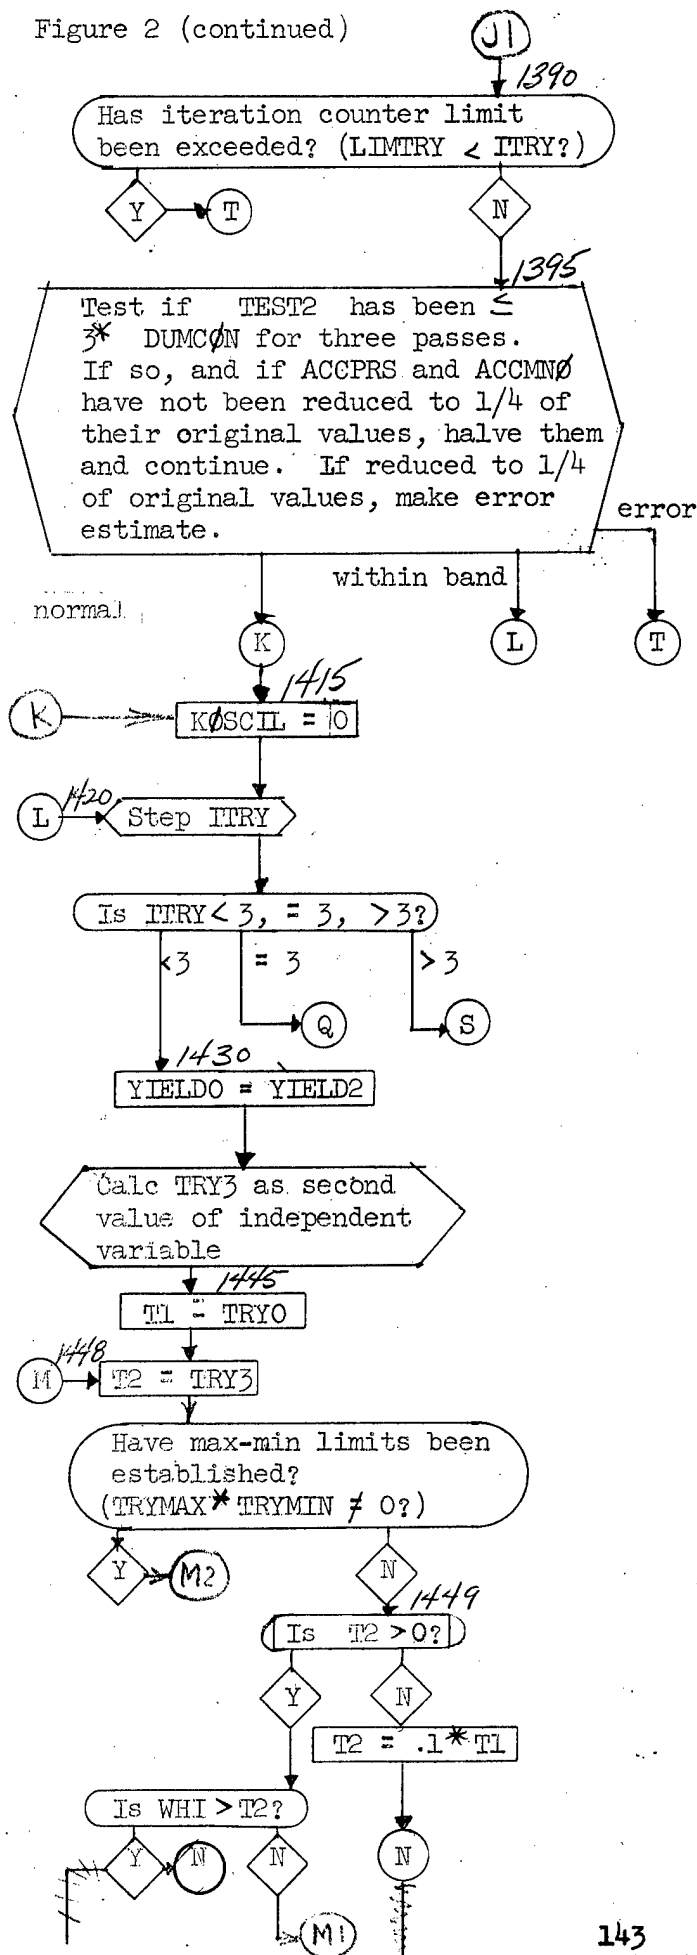 Figure 2 (continued)
J1
1390
Has iteration counter limit
been exceeded? (LIMTRY < ITRY?)
Y
T
N
1395
Test if TEST2 has been ≤
3* DUMCØN for three passes.
If so, and if ACCPRS and ACCMNØ
have not been reduced to 1/4 of
their original values, halve them
and continue. If reduced to 1/4
of original values, make error
estimate.
error
within band
normal
K
L
T
1415
K
KØSCIL = 0
L
1420
Step ITRY
Is ITRY < 3, = 3, > 3?
<3
= 3
> 3
Q
S
1430
YIELD0 = YIELD2
Calc TRY3 as second
value of independent
variable
1445
T1 = TRY0
M
1448
T2 = TRY3
Have max-min limits been
established?
(TRYMAX * TRYMIN ≠ 0?)
Y
M2
N
1449
Is T2 > 0?
Y
N
T2 = .1* T1
Is WHI > T2?
Y
N
N
N
M1
143